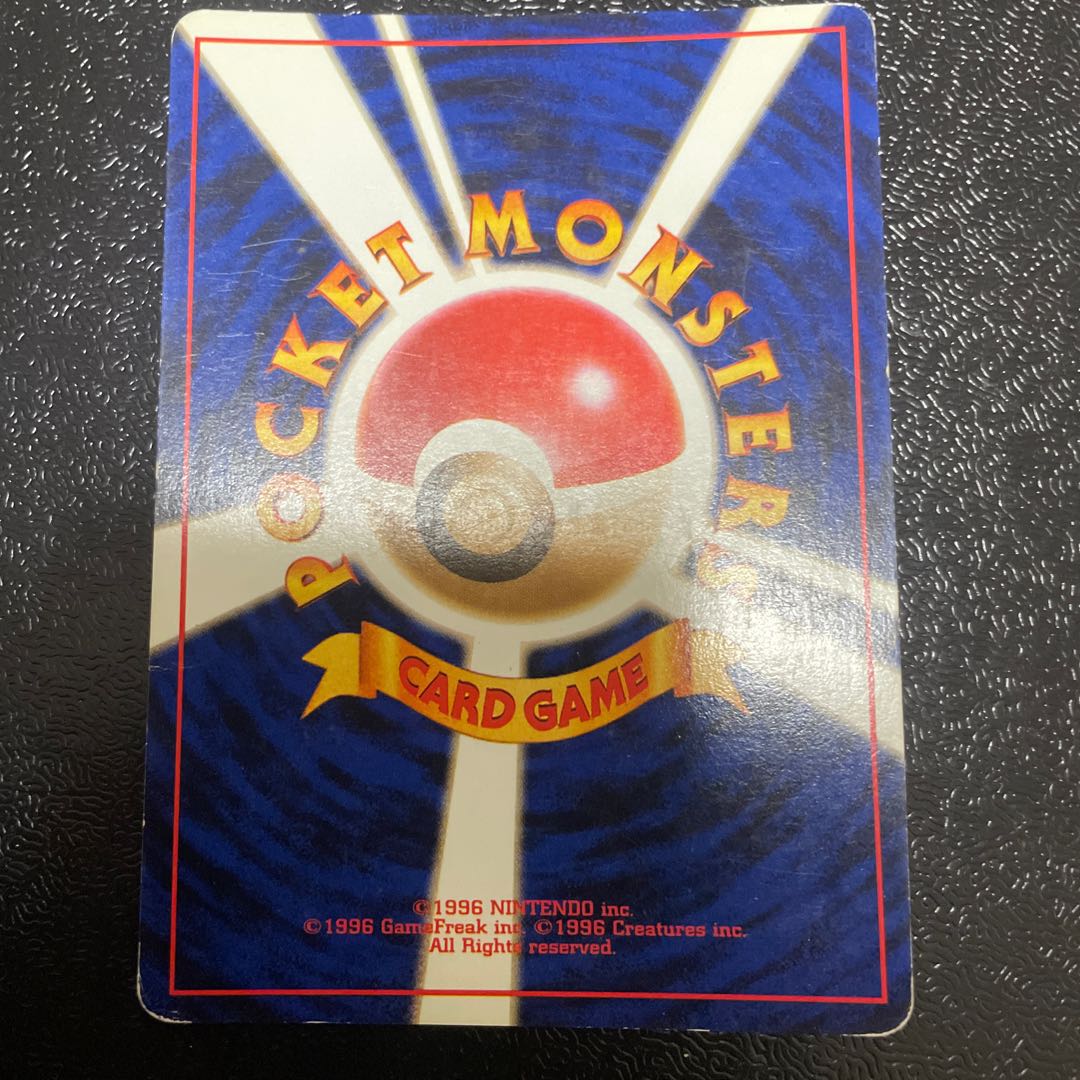 POCKET MONSTERS
CARD GAME
©1996 NINTENDO inc.
©1996 GameFreak inc. ©1996 Creatures inc.
All Rights reserved.